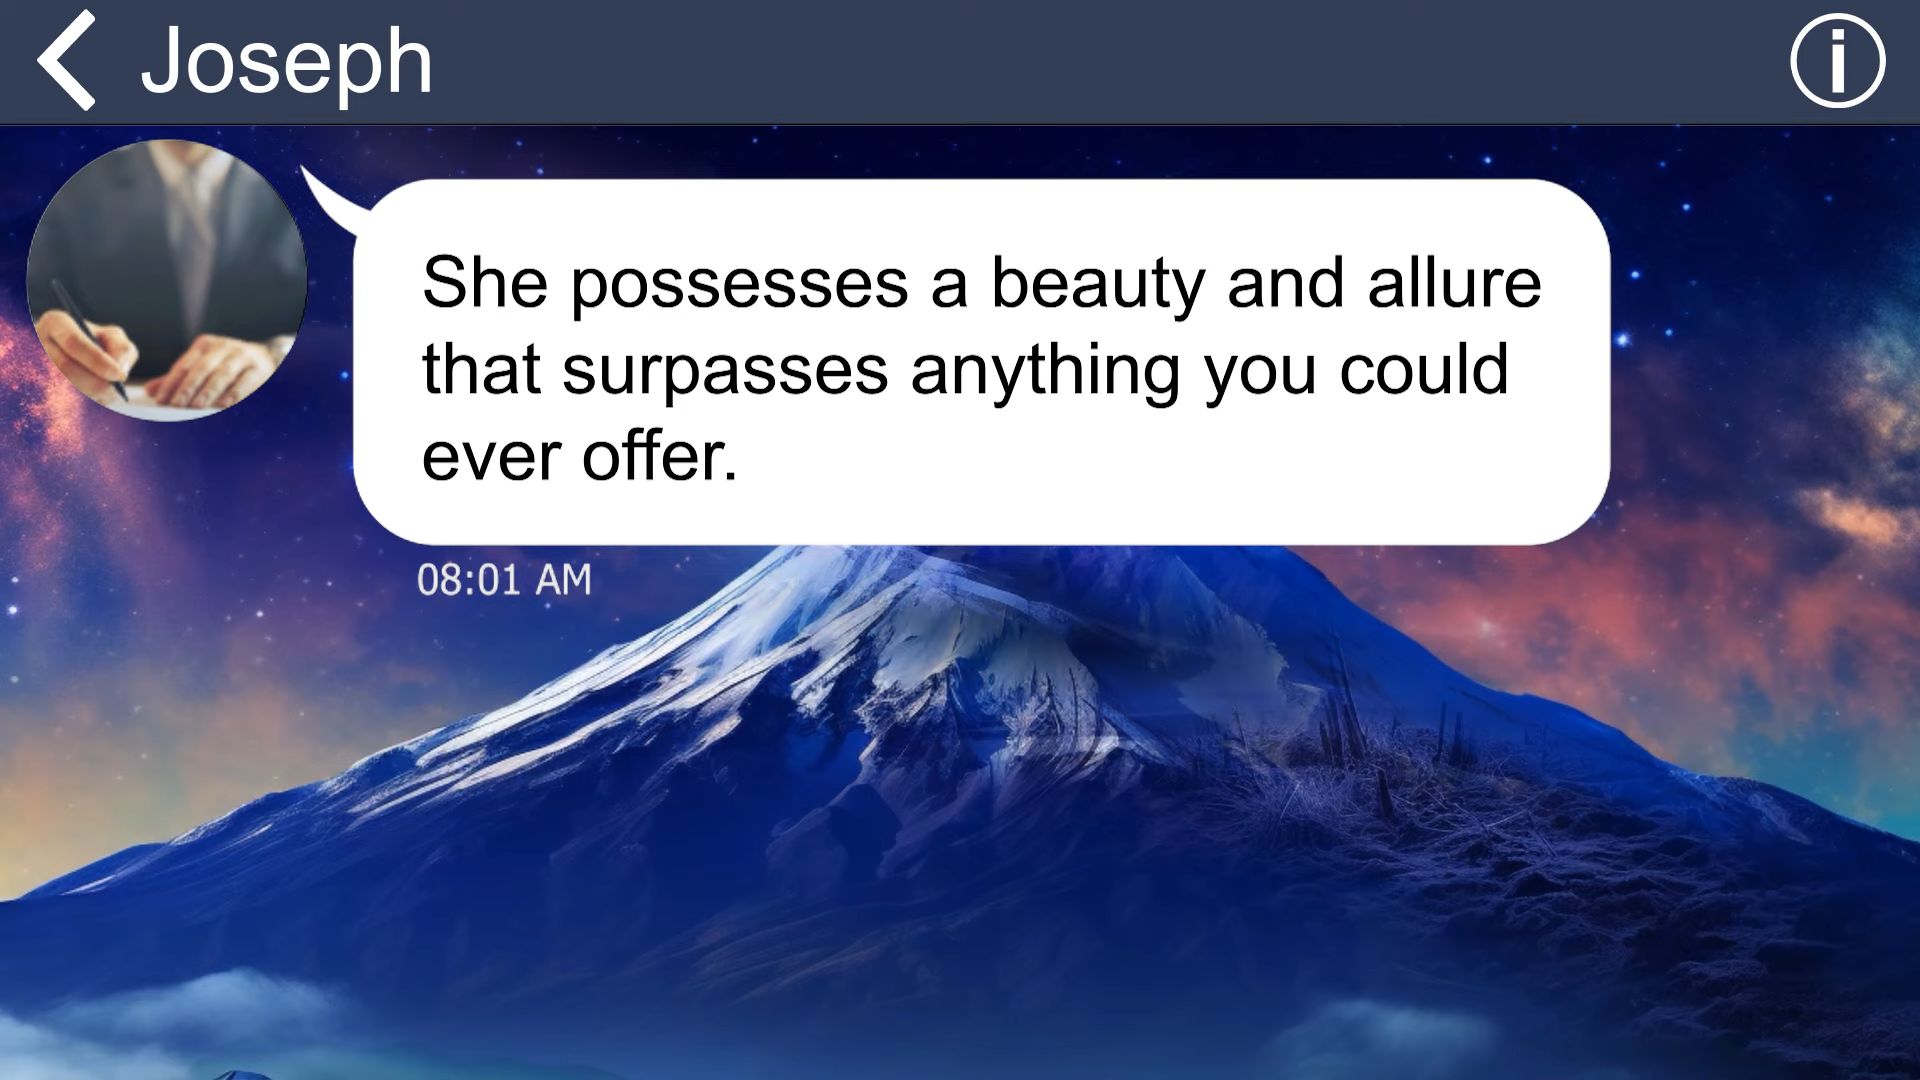 Joseph
She possesses a beauty and allure
that surpasses anything you could
ever offer.
08:01 AM